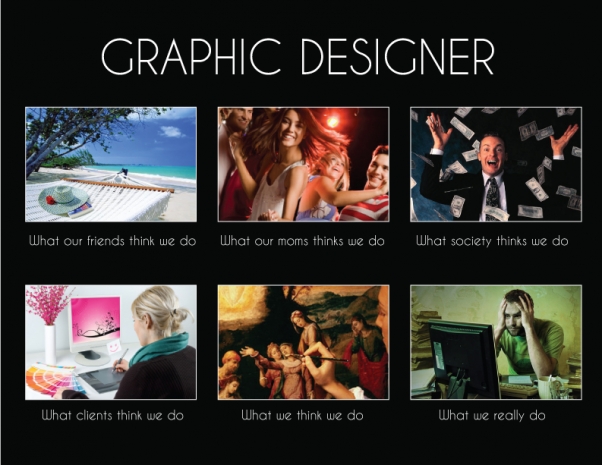 GRAPHIC DESIGNER
What our friends think we do
What our moms thinks we do
What society thinks we do
What clients think we do
What we think we do
What we really do